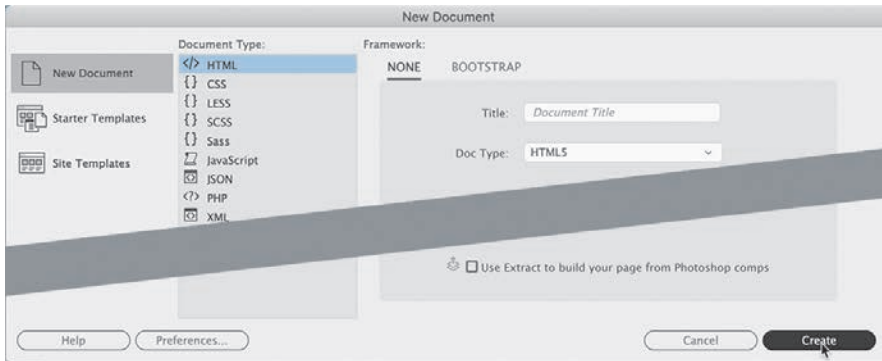 New Document
New Document
Starter Templates
Site Templates
Document Type:
</> HTML
{} CSS
{} LESS
{} SCSS
{} Sass
JavaScript
JSON
<?> PHP
XML
Framework:
NONE BOOTSTRAP
Title: Document Title
Doc Type: HTML5
Use Extract to build your page from Photoshop comps
Help Preferences... Cancel Create